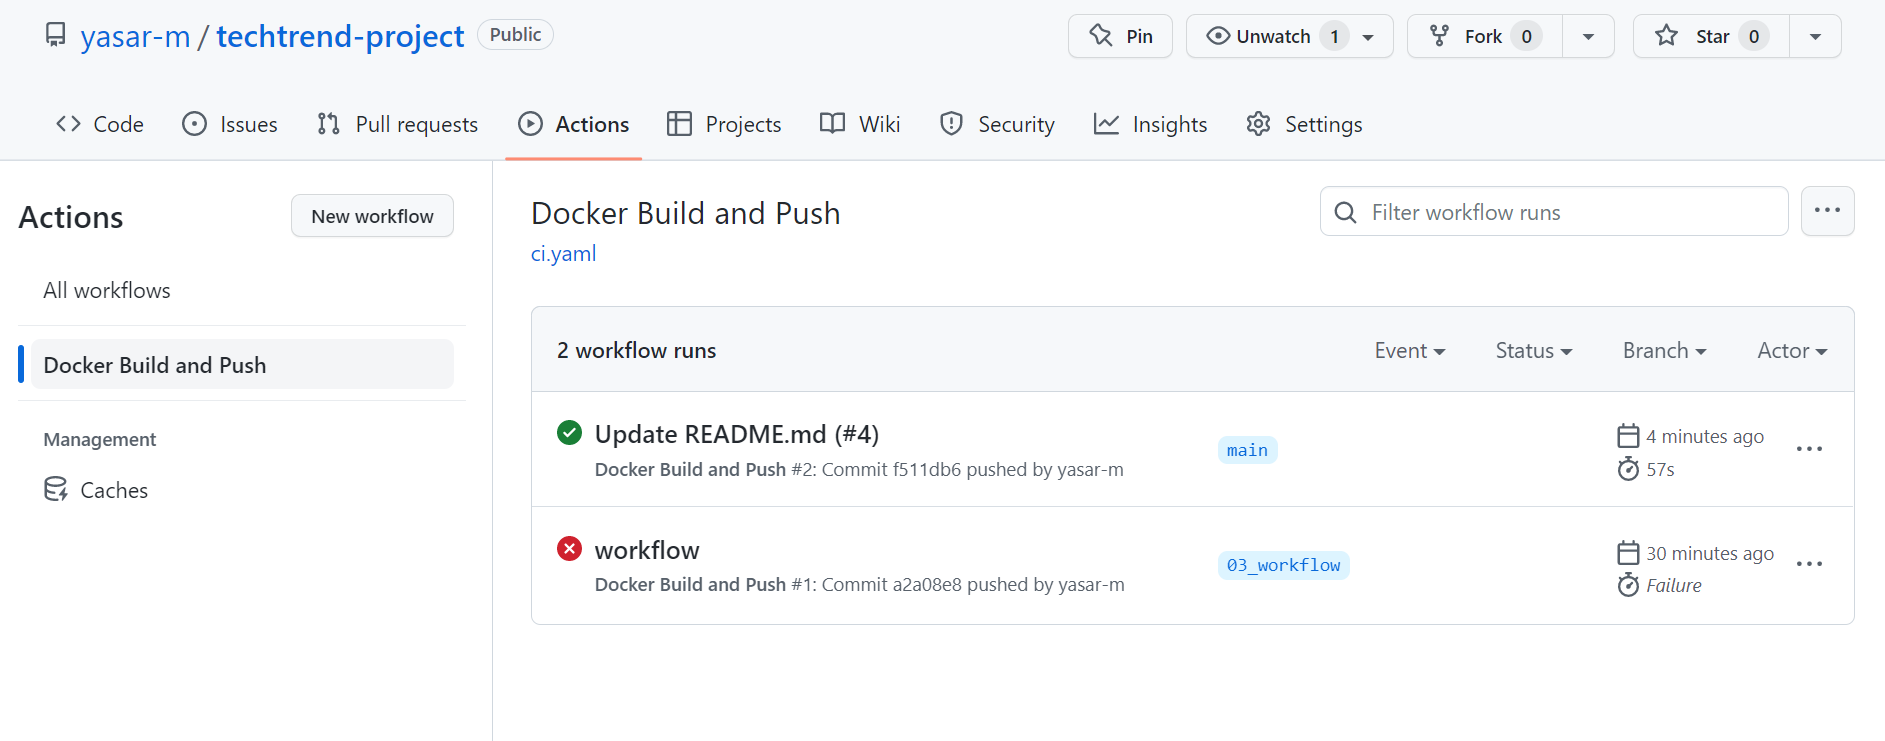 yasar-m / techtrend-project Public
Pin
Unwatch 1
Fork 0
Star 0
Code
Issues
Pull requests
Actions
Projects
Wiki
Security
Insights
Settings
Actions
New workflow
All workflows
Docker Build and Push
Management
Caches
Docker Build and Push
ci.yaml
Filter workflow runs
2 workflow runs
Event
Status
Branch
Actor
Update README.md (#4)
Docker Build and Push #2: Commit f511db6 pushed by yasar-m
main
4 minutes ago
57s
workflow
Docker Build and Push #1: Commit a2a08e8 pushed by yasar-m
03_workflow
30 minutes ago
Failure